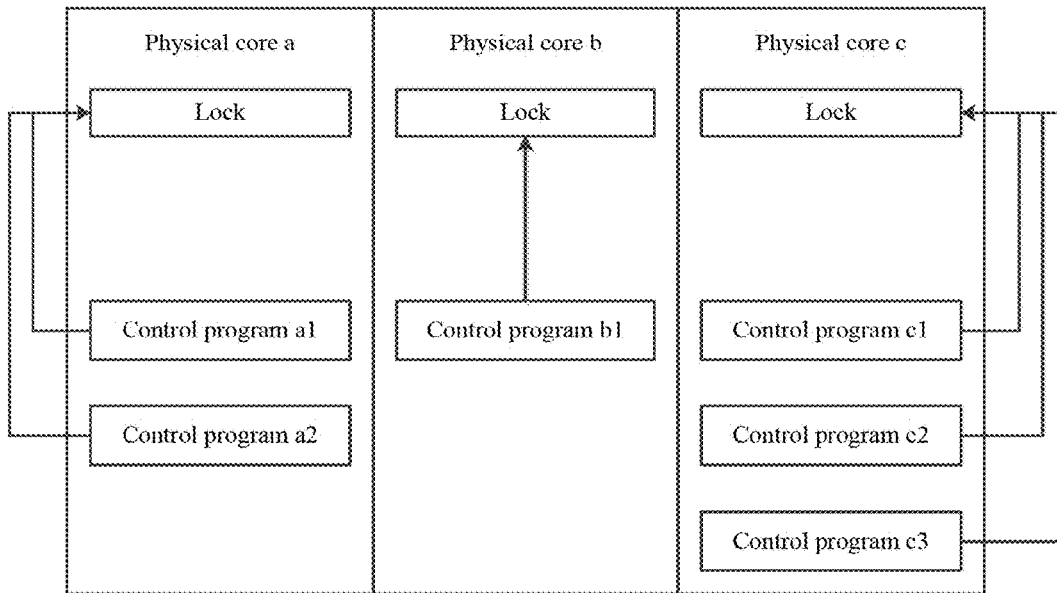 Physical core a
Physical core b
Physical core c
Lock
Lock
Lock
Control program a1
Control program b1
Control program c1
Control program a2
Control program c2
Control program c3